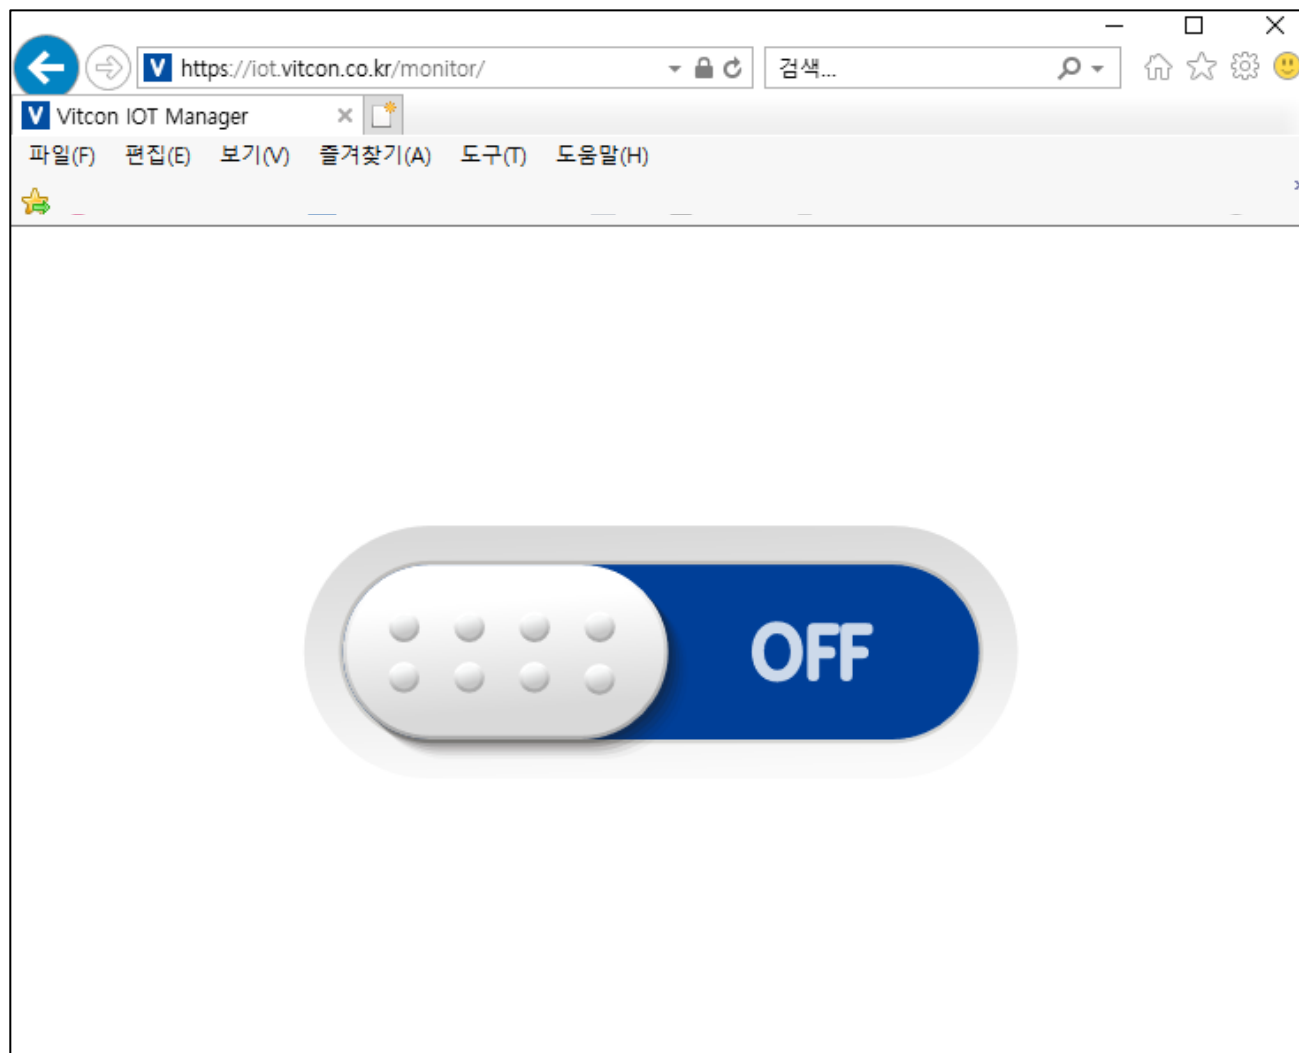 V https://iot.vitcon.co.kr/monitor/ 검색...
V Vitcon IOT Manager
파일(F) 편집(E) 보기(V) 즐겨찾기(A) 도구(T) 도움말(H)
OFF